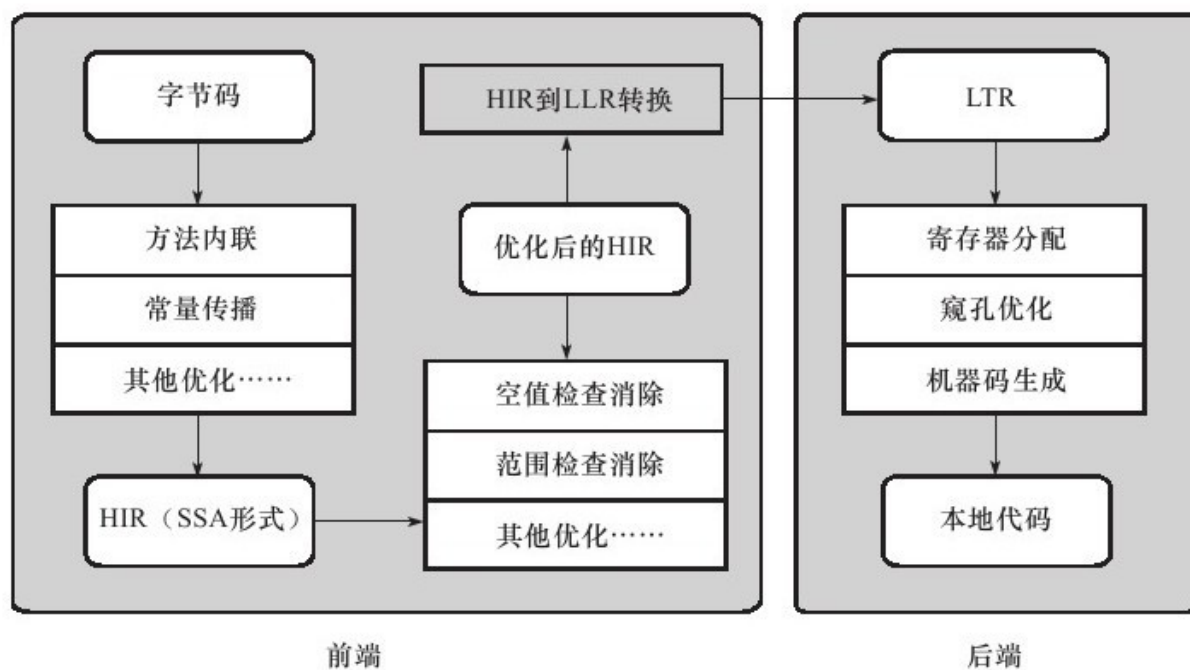 字节码
方法内联
常量传播
其他优化……
HIR（SSA形式）
HIR到LLR转换
优化后的HIR
空值检查消除
范围检查消除
其他优化……
前端
LTR
寄存器分配
窥孔优化
机器码生成
本地代码
后端